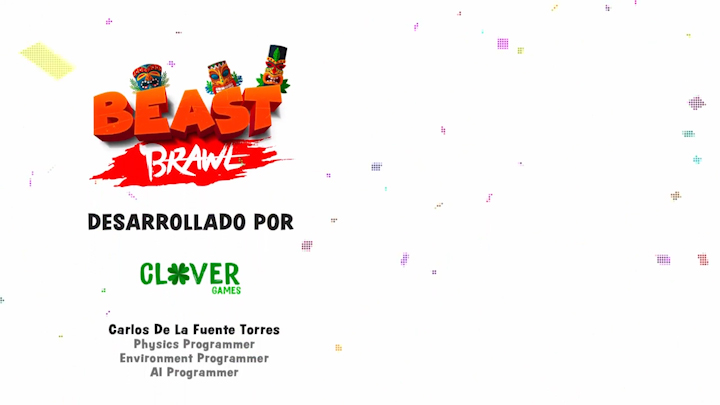 BEAST
BRAWL
DESARROLLADO POR
CLOVER
GAMES
Carlos De La Fuente Torres
Physics Programmer
Environment Programmer
AI Programmer